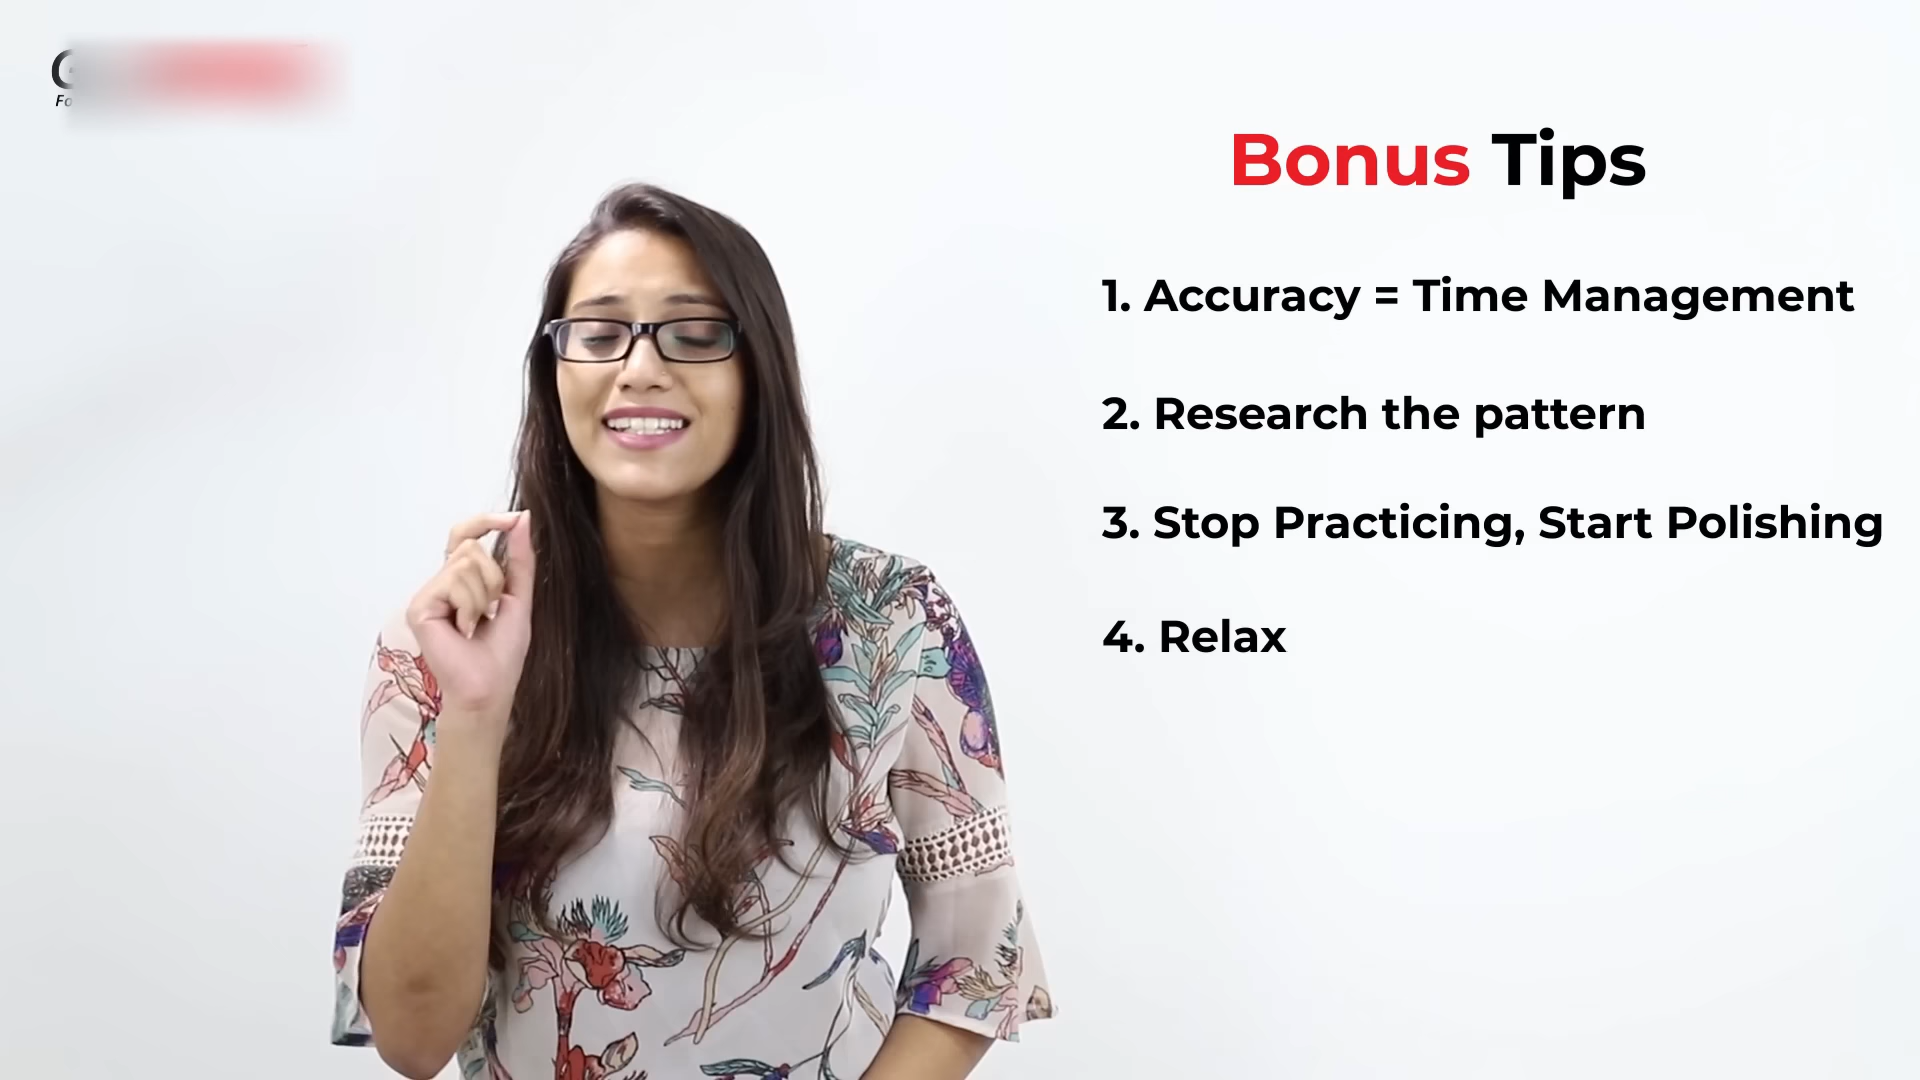 Bonus Tips
1. Accuracy = Time Management
2. Research the pattern
3. Stop Practicing, Start Polishing
4. Relax